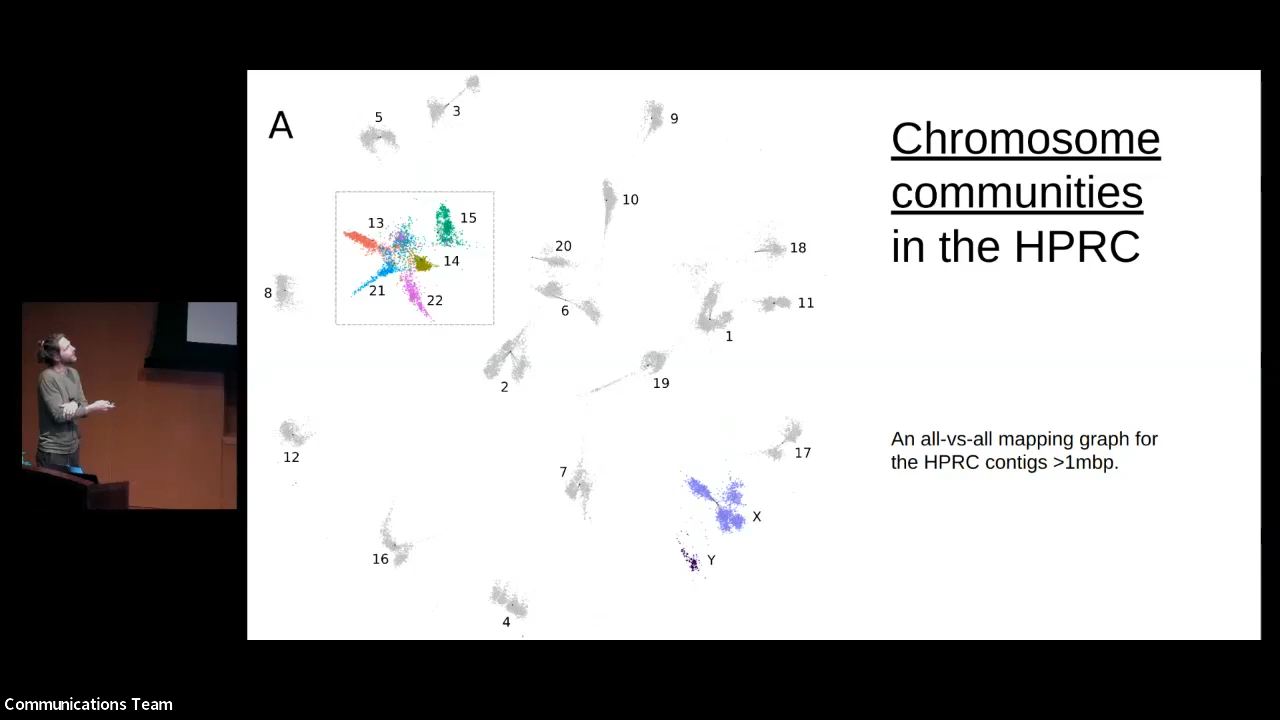 A
5
3
9
10
13
15
14
21
22
20
18
8
6
11
1
2
19
12
7
17
16
X
Y
4
Chromosome
communities
in the HPRC
An all-vs-all mapping graph for
the HPRC contigs >1mbp.
Communications Team